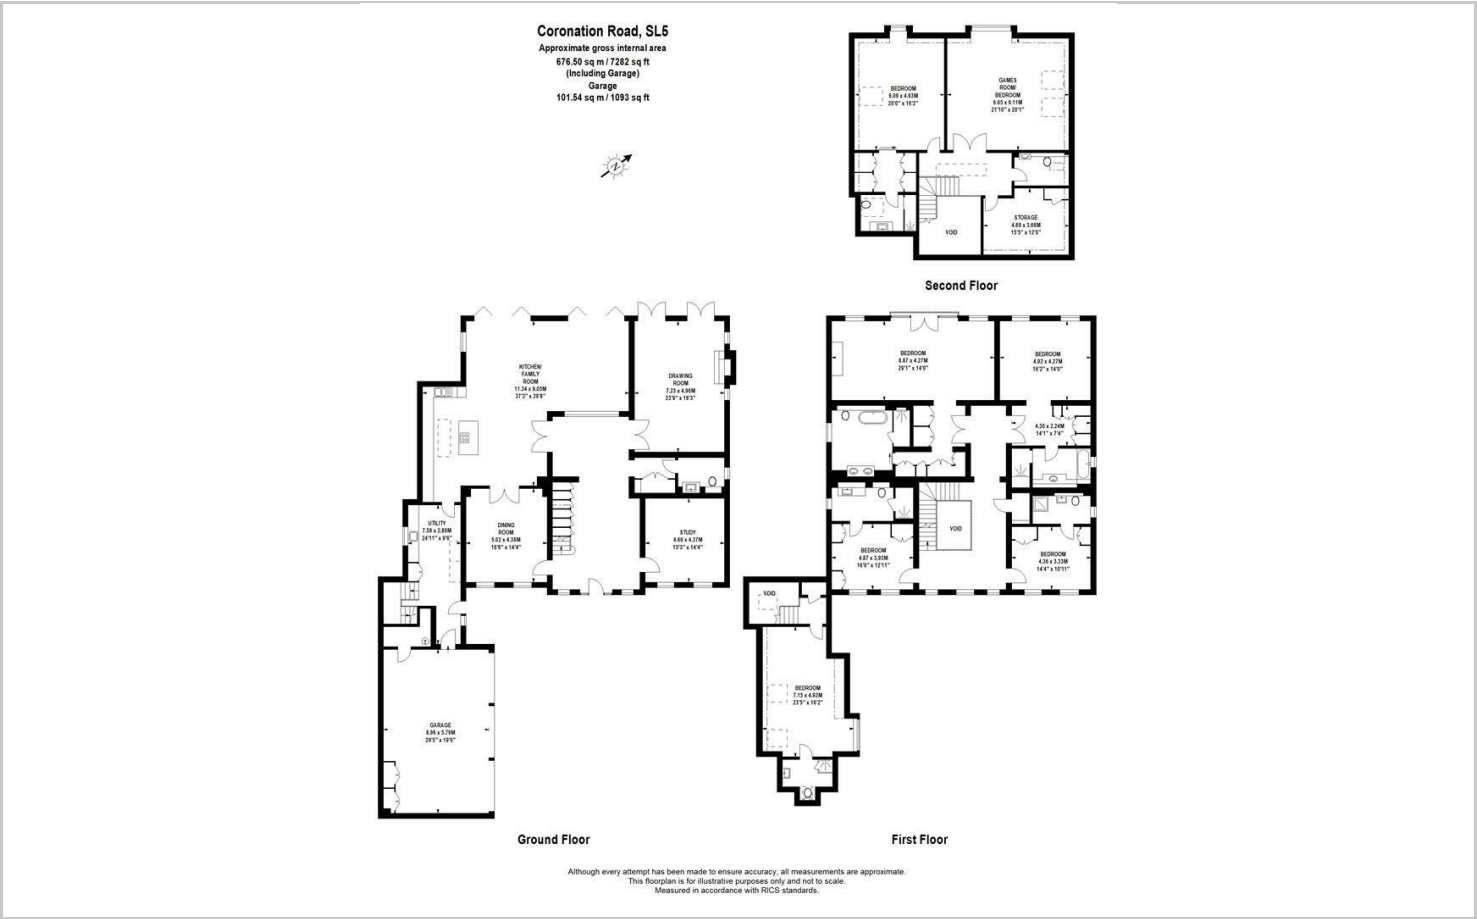 Coronation Road, SL5
Approximate gross internal area
676.50 sq m / 7282 sq ft
(Including Garage)
Garage
101.54 sq m / 1093 sq ft
N
BEDROOM
6.09 x 4.93M
20'0" x 16'2"
GAMES
ROOM/
BEDROOM
6.65 x 6.11M
21'10" x 20'1"
STORAGE
4.69 x 3.66M
15'5" x 12'0"
VOID
Second Floor
KITCHEN/
FAMILY
ROOM
11.34 x 9.05M
37'2" x 29'8"
DRAWING
ROOM
7.23 x 4.96M
23'9" x 16'3"
UTILITY
7.59 x 2.89M
24'11" x 9'6"
DINING
ROOM
5.02 x 4.38M
16'6" x 14'4"
STUDY
4.66 x 4.37M
15'3" x 14'4"
GARAGE
8.96 x 5.79M
29'5" x 19'0"
Ground Floor
BEDROOM
8.87 x 4.27M
29'1" x 14'0"
BEDROOM
4.92 x 4.27M
16'2" x 14'0"
4.30 x 2.24M
14'1" x 7'4"
VOID
BEDROOM
4.87 x 3.93M
16'0" x 12'11"
BEDROOM
4.36 x 3.33M
14'4" x 10'11"
VOID
BEDROOM
7.15 x 4.92M
23'5" x 16'2"
First Floor
Although every attempt has been made to ensure accuracy, all measurements are approximate.
This floorplan is for illustrative purposes only and not to scale.
Measured in accordance with RICS standards.